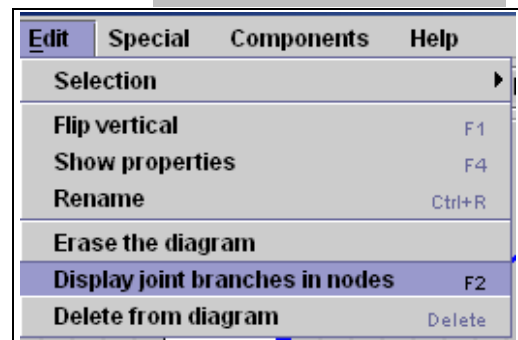 Edit Special Components Help
Selection
Flip vertical F1
Show properties F4
Rename Ctrl+R
Erase the diagram
Display joint branches in nodes F2
Delete from diagram Delete